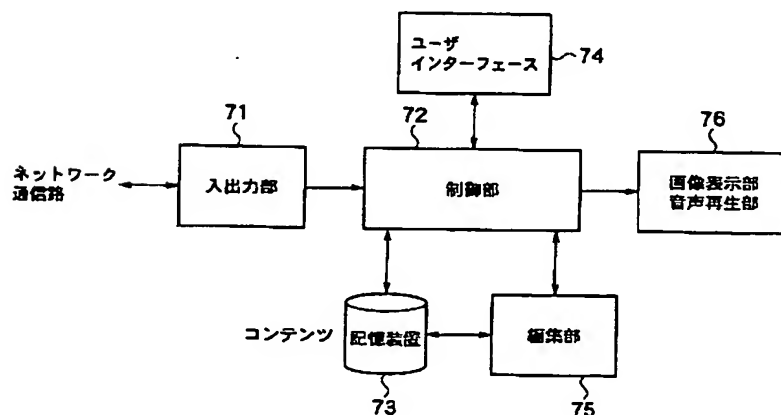 ユーザ
インターフェース
74
71
72
76
ネットワーク
通信路
入出力部
制御部
画像表示部
音声再生部
コンテンツ
記憶装置
編集部
73
75